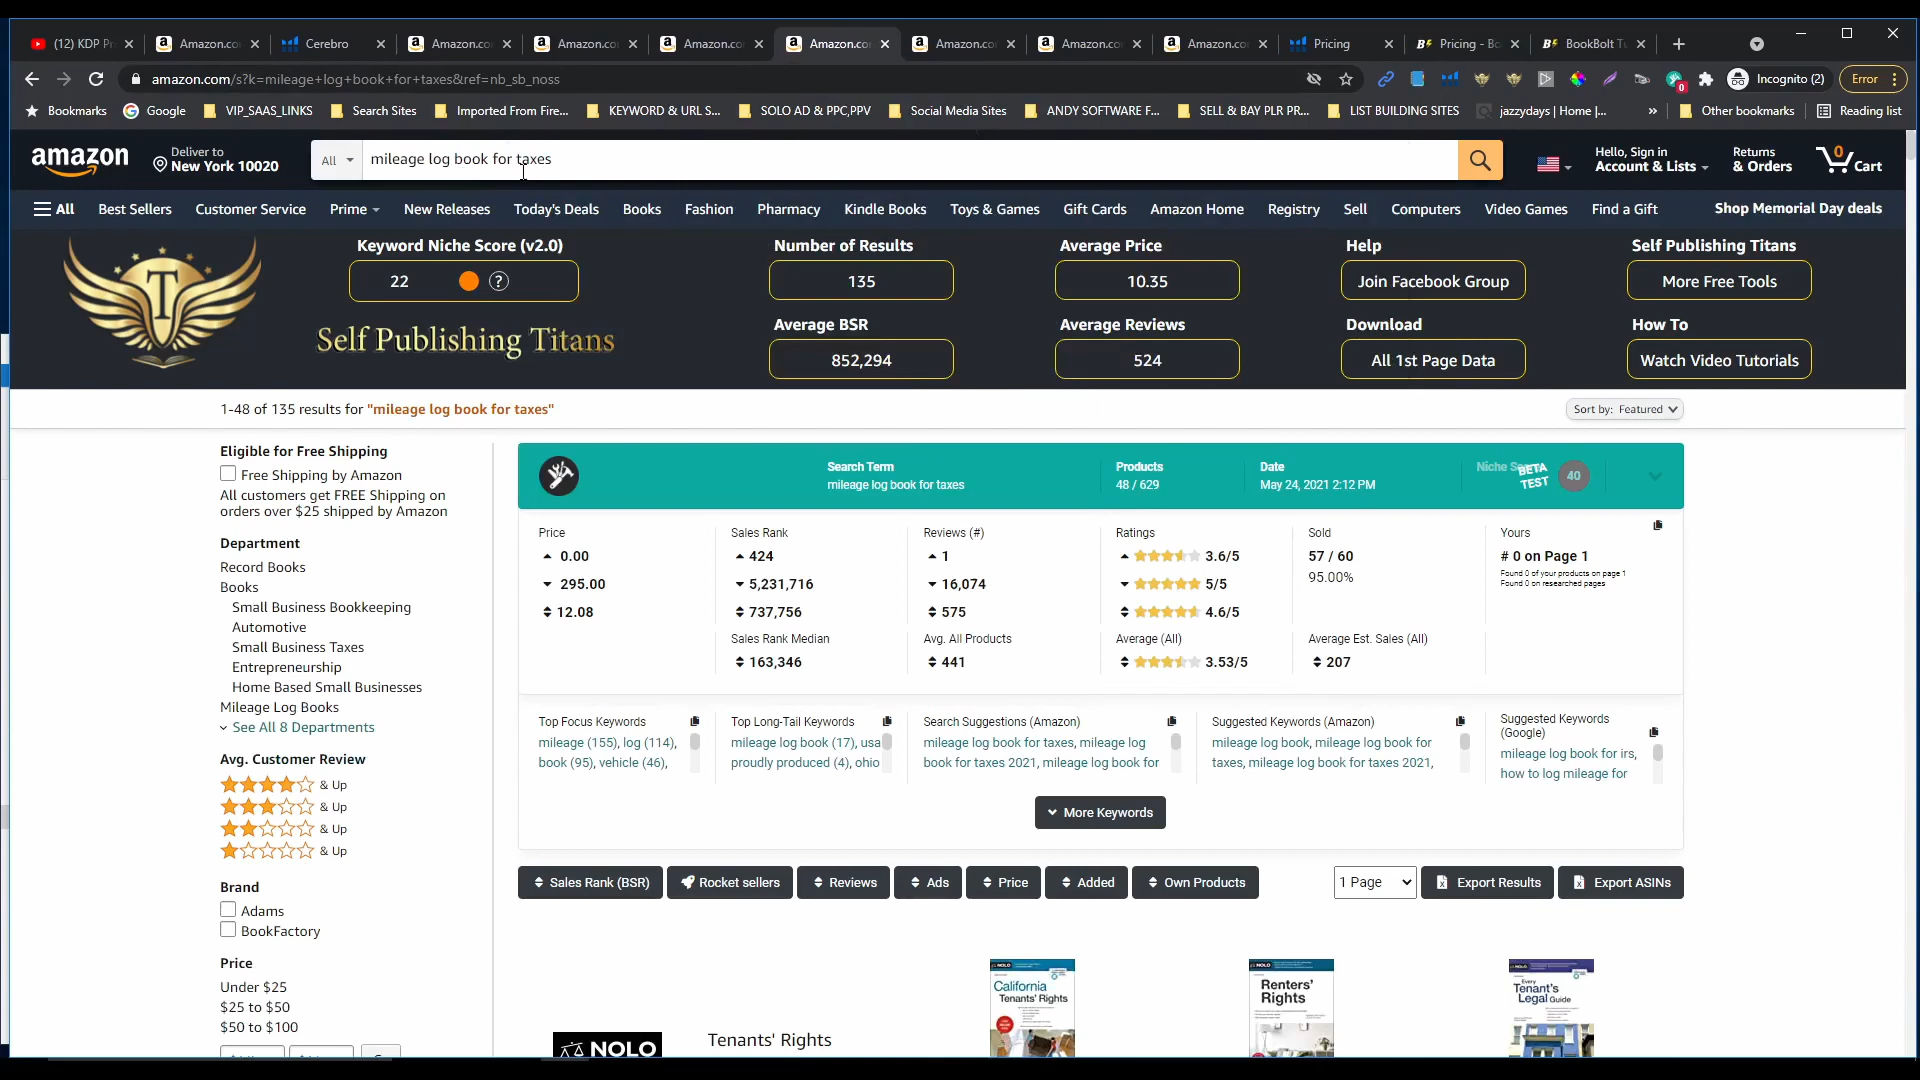 (12) KDP Pr
Amazon.co
Cerebro
Amazon.co
Amazon.co
Amazon.co
Amazon.co
Amazon.co
Amazon.co
Amazon.co
Pricing
Pricing - Bo
BookBolt Tu
amazon.com/s?k=mileage+log+book+for+taxes&ref=nb_sb_noss
0
Incognito (2)
Error
Bookmarks
Google
VIP_SAAS_LINKS
Search Sites
Imported From Fire...
KEYWORD & URL S...
SOLO AD & PPC,PPV
Social Media Sites
ANDY SOFTWARE F...
SELL & BAY PLR PR...
LIST BUILDING SITES
jazzydays | Home |...
»
Other bookmarks
Reading list
amazon
Deliver to
New York 10020
All
mileage log book for taxes
Hello, Sign in
Account & Lists
Returns
& Orders
0
Cart
All
Best Sellers
Customer Service
Prime
New Releases
Today's Deals
Books
Fashion
Pharmacy
Kindle Books
Toys & Games
Gift Cards
Amazon Home
Registry
Sell
Computers
Video Games
Find a Gift
Shop Memorial Day deals
T
Self Publishing Titans
Keyword Niche Score (v2.0)
22
?
Number of Results
135
Average Price
10.35
Help
Join Facebook Group
Self Publishing Titans
More Free Tools
Average BSR
852,294
Average Reviews
524
Download
All 1st Page Data
How To
Watch Video Tutorials
1-48 of 135 results for "mileage log book for taxes"
Sort by: Featured
Eligible for Free Shipping
Free Shipping by Amazon
All customers get FREE Shipping on
orders over $25 shipped by Amazon
Department
Record Books
Books
Small Business Bookkeeping
Automotive
Small Business Taxes
Entrepreneurship
Home Based Small Businesses
Mileage Log Books
See All 8 Departments
Avg. Customer Review
& Up
& Up
& Up
& Up
Brand
Adams
BookFactory
Price
Under $25
$25 to $50
$50 to $100
Search Term
mileage log book for taxes
Products
48 / 629
Date
May 24, 2021 2:12 PM
BETA
TEST
40
Price
0.00
295.00
12.08
Sales Rank
424
5,231,716
737,756
Sales Rank Median
163,346
Reviews (#)
1
16,074
575
Avg. All Products
441
Ratings
3.6/5
5/5
4.6/5
Average (All)
3.53/5
Sold
57 / 60
95.00%
Average Est. Sales (All)
207
Yours
# 0 on Page 1
Found 0 of your products on page 1
Found 0 on researched pages
Top Focus Keywords
mileage (155), log (114),
book (95), vehicle (46),
Top Long-Tail Keywords
mileage log book (17), usa
proudly produced (4), ohio
Search Suggestions (Amazon)
mileage log book for taxes, mileage log
book for taxes 2021, mileage log book for
Suggested Keywords (Amazon)
mileage log book, mileage log book for
taxes, mileage log book for taxes 2021,
Suggested Keywords
(Google)
mileage log book for irs,
how to log mileage for
More Keywords
Sales Rank (BSR)
Rocket sellers
Reviews
Ads
Price
Added
Own Products
1 Page
Export Results
Export ASINs
NOLO
Tenants' Rights
NOLO
California
Tenants' Rights
NOLO
Renters'
Rights
NOLO
Every
Tenant's
Legal Guide